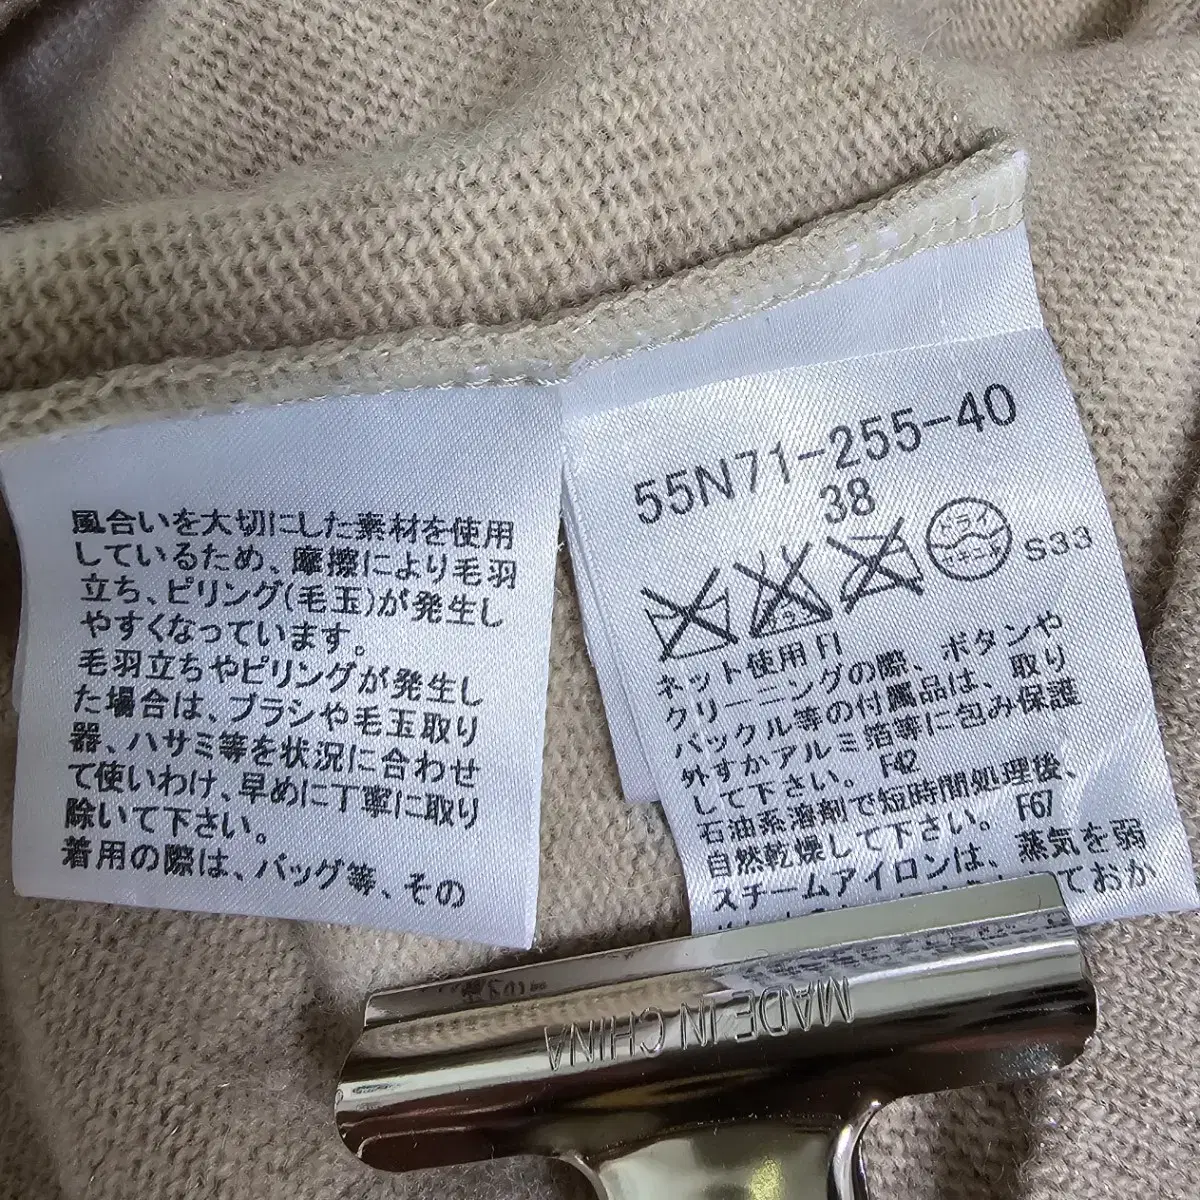 風合いを大切にした素材を使用
しているため、摩擦により毛羽
立ち、ピリング(毛玉)が発生し
やすくなっています。
毛羽立ちやピリングが発生し
た場合は、ブラシや毛玉取り
器、ハサミ等を状況に合わせ
て使いわけ、早めに丁寧に取り
除いて下さい。
着用の際は、バッグ等、その
55N71-255-40
38
ドライ
S33
ネット使用 F1
クリーニングの際、ボタンや
バックル等の付属品は、取り
外すかアルミ箔等に包み保護
して下さい。 F42
石油系溶剤で短時間処理後、
自然乾燥して下さい。 F67
スチームアイロンは、蒸気を弱
ておか
MADE IN CHINA